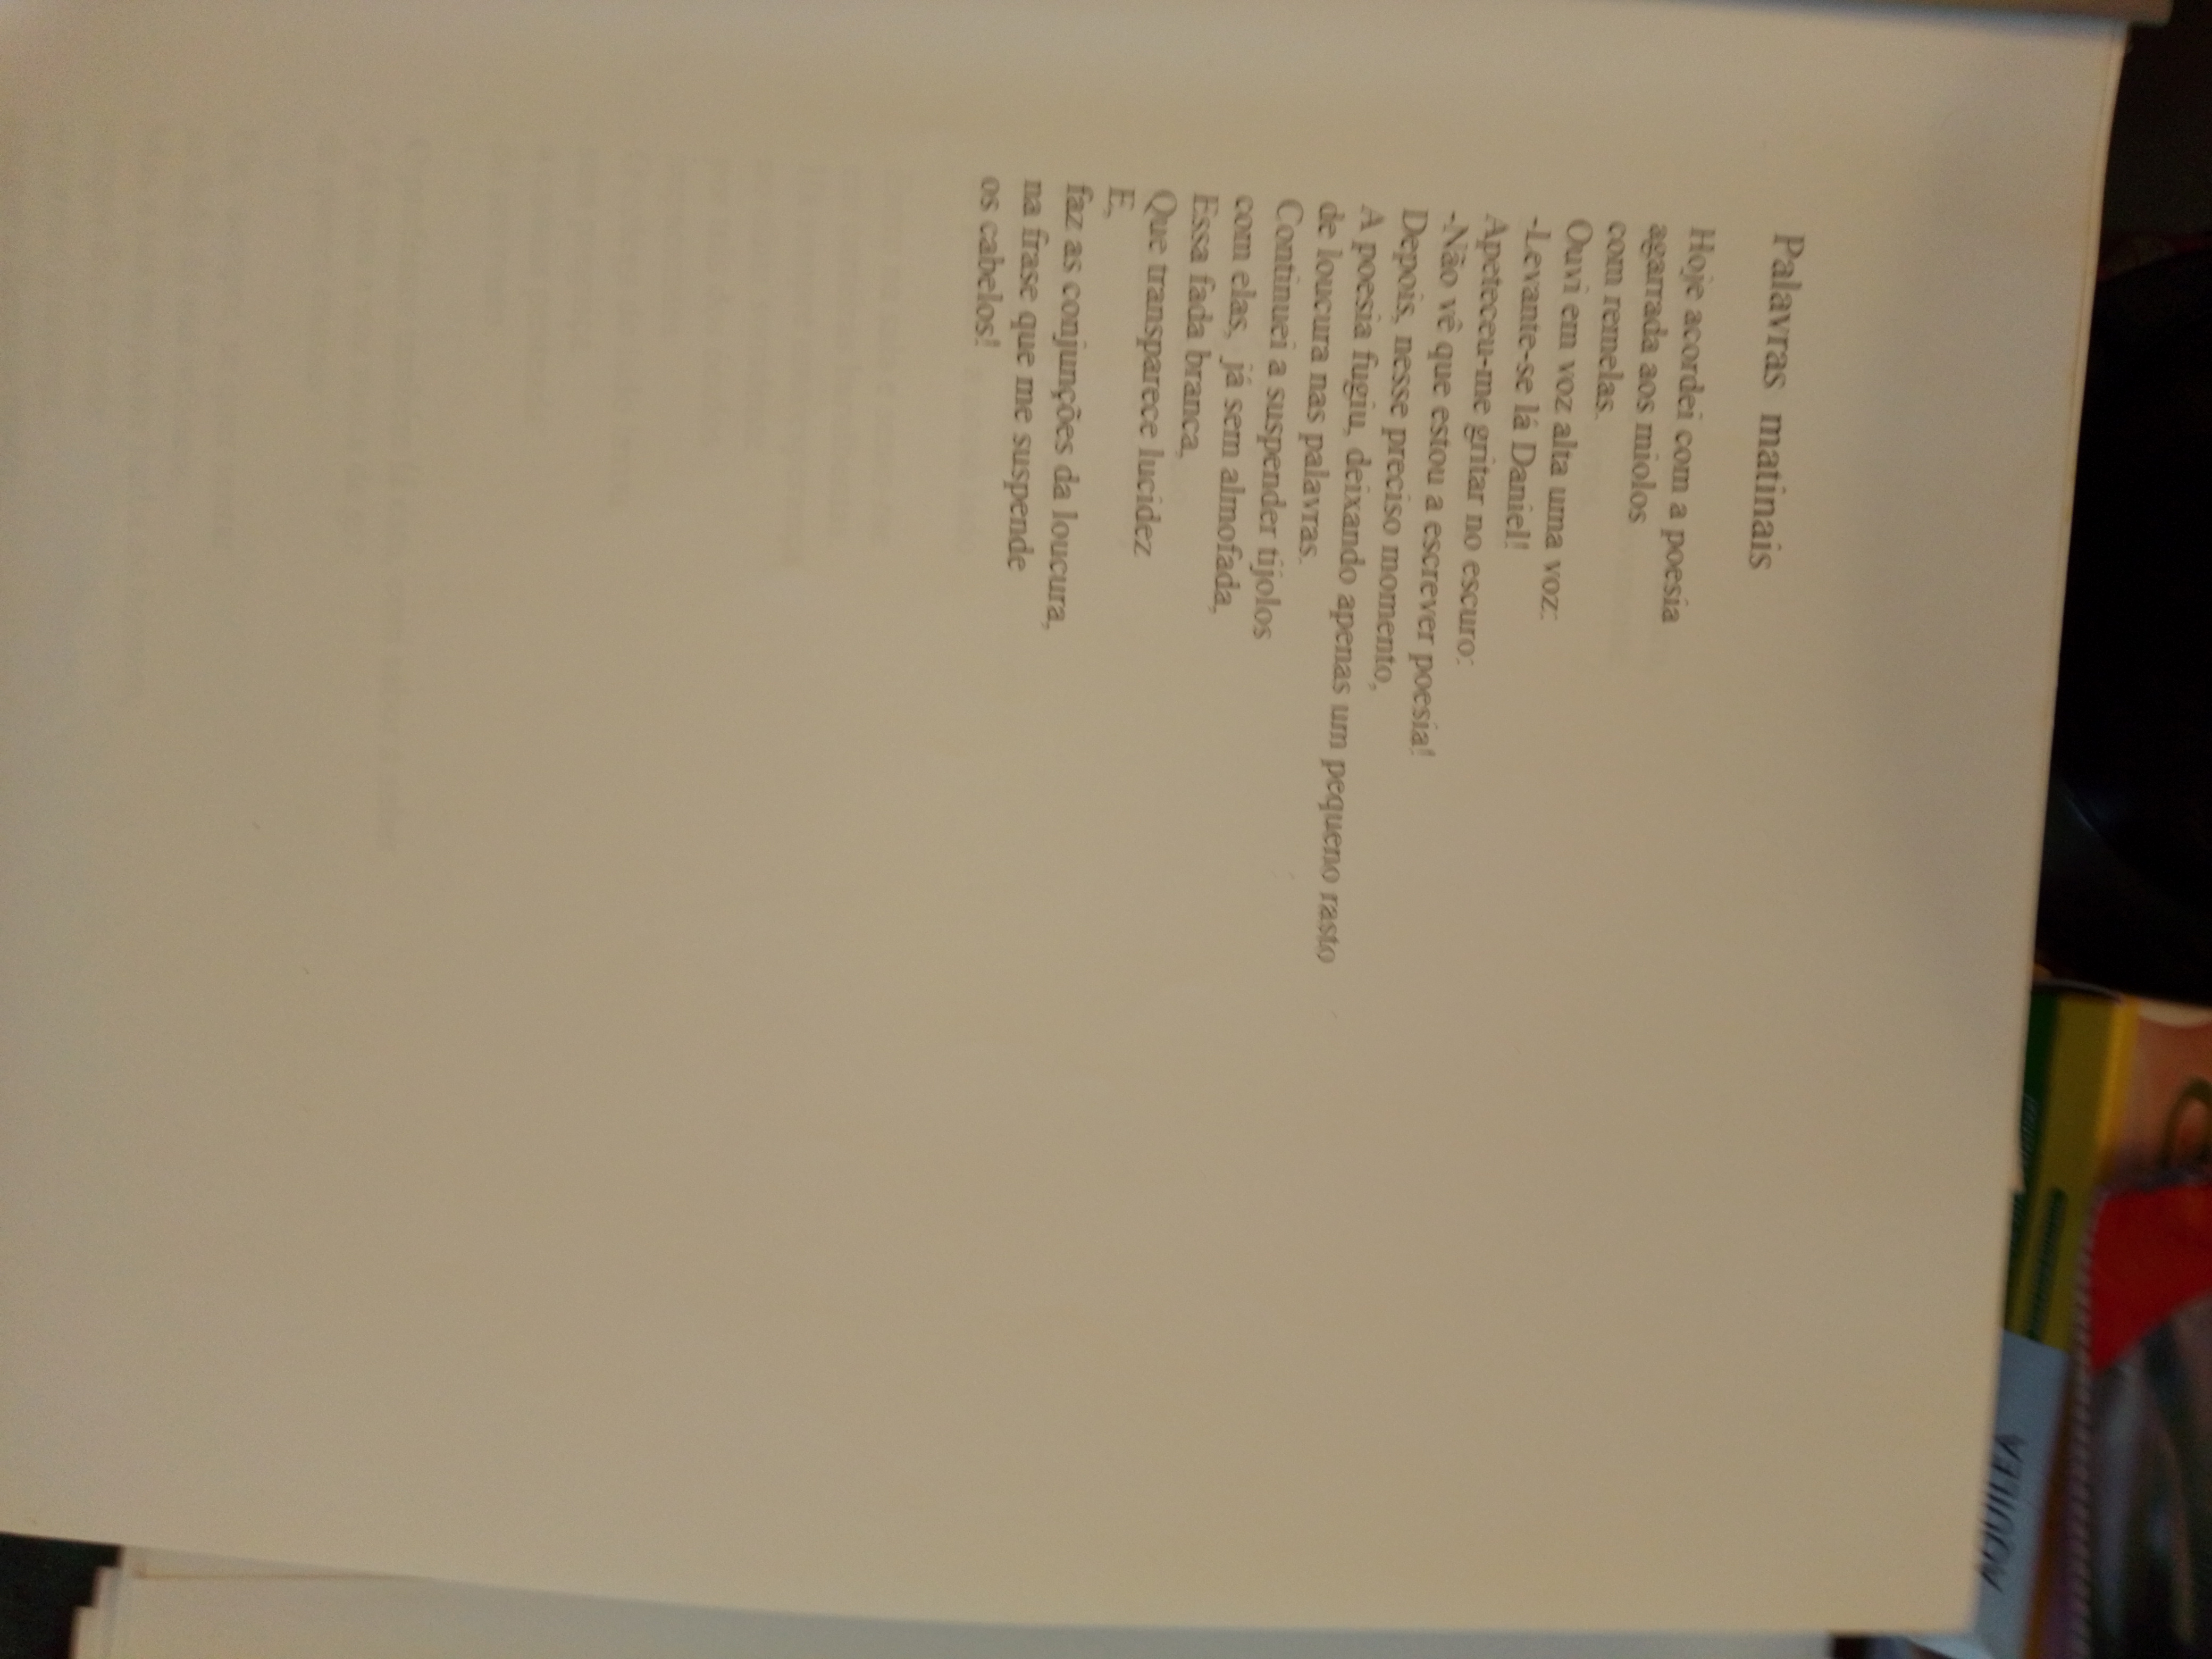 Palavras matinais
Hoje acordei com a poesia
agarrada aos miolos
com remelas.
Ouvi em voz alta uma voz:
-Levante-se lá Daniel!
Apeteceu-me gritar no escuro:
-Não vê que estou a escrever poesia!
Depois, nesse preciso momento,
A poesia fugiu, deixando apenas um pequeno rasto
de loucura nas palavras.
Continuei a suspender tijolos
com elas, já sem almofada,
Essa fada branca,
Que transparece lucidez
E,
faz as conjunções da loucura,
na frase que me suspende
os cabelos!